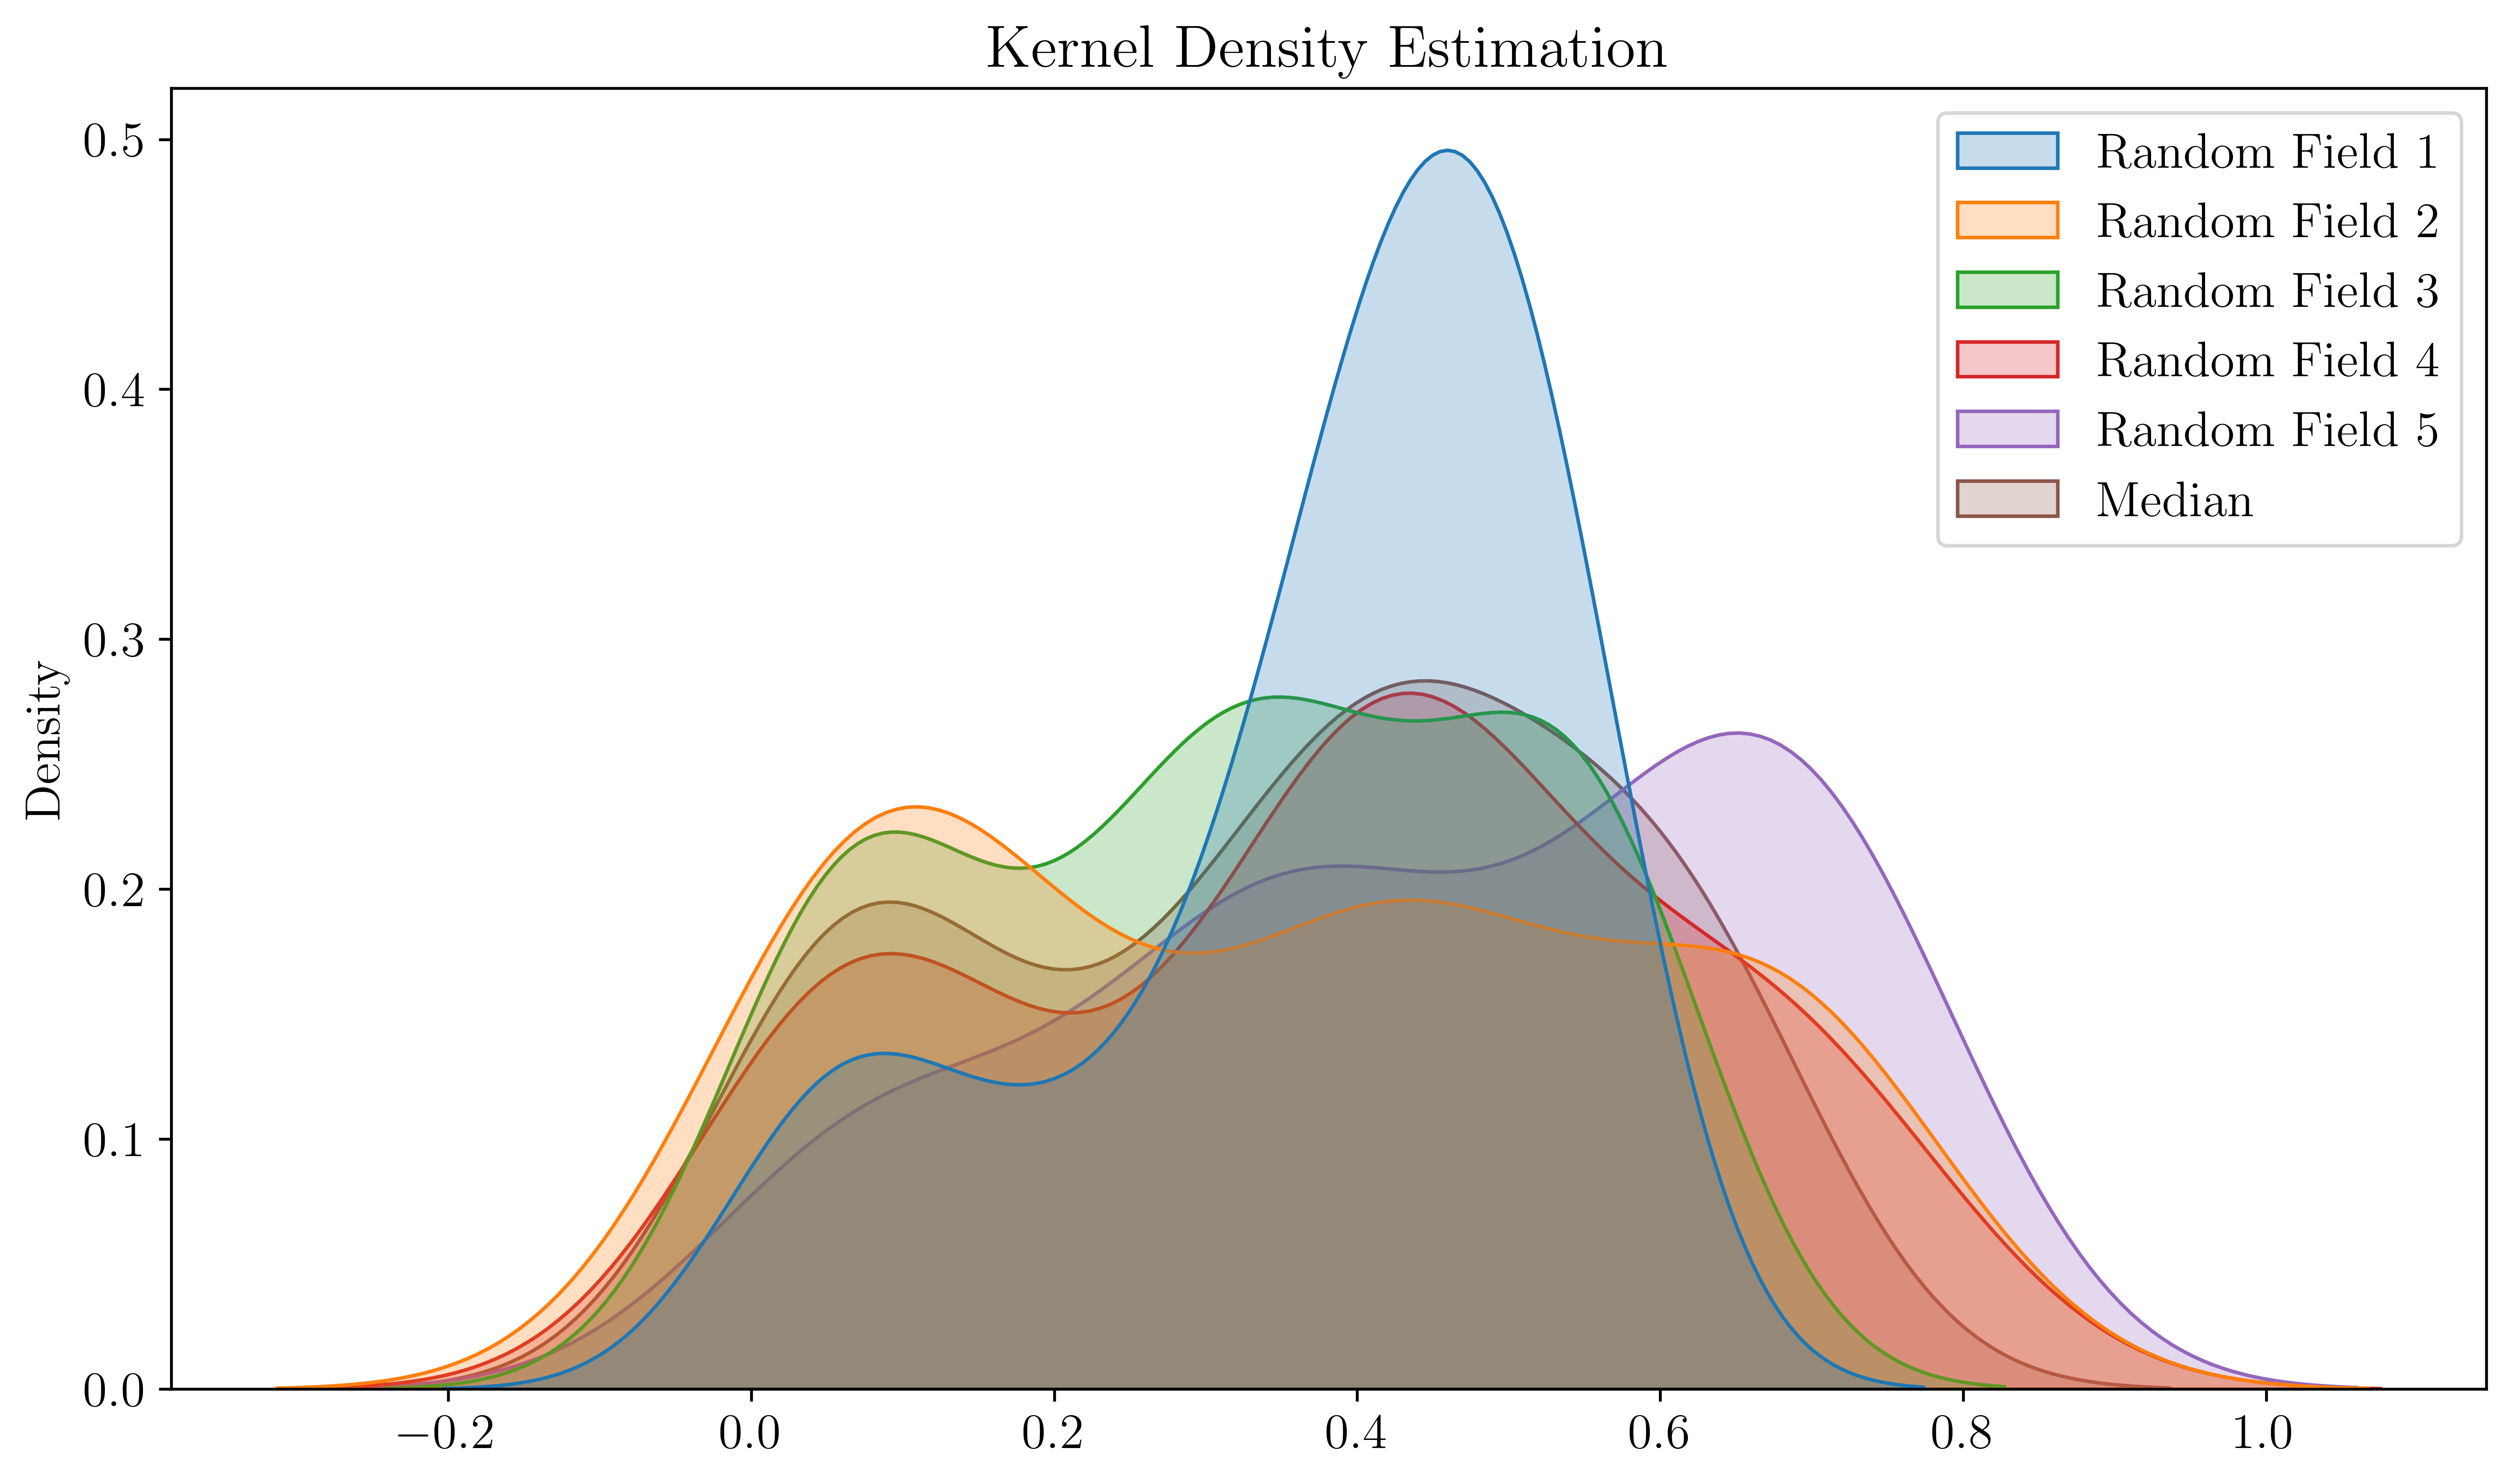 Kernel Density Estimation
0.5
0.4
0.3
0.2
0.1
0.0
Density
−0.2 0.0 0.2 0.4 0.6 0.8 1.0
Random Field 1
Random Field 2
Random Field 3
Random Field 4
Random Field 5
Median